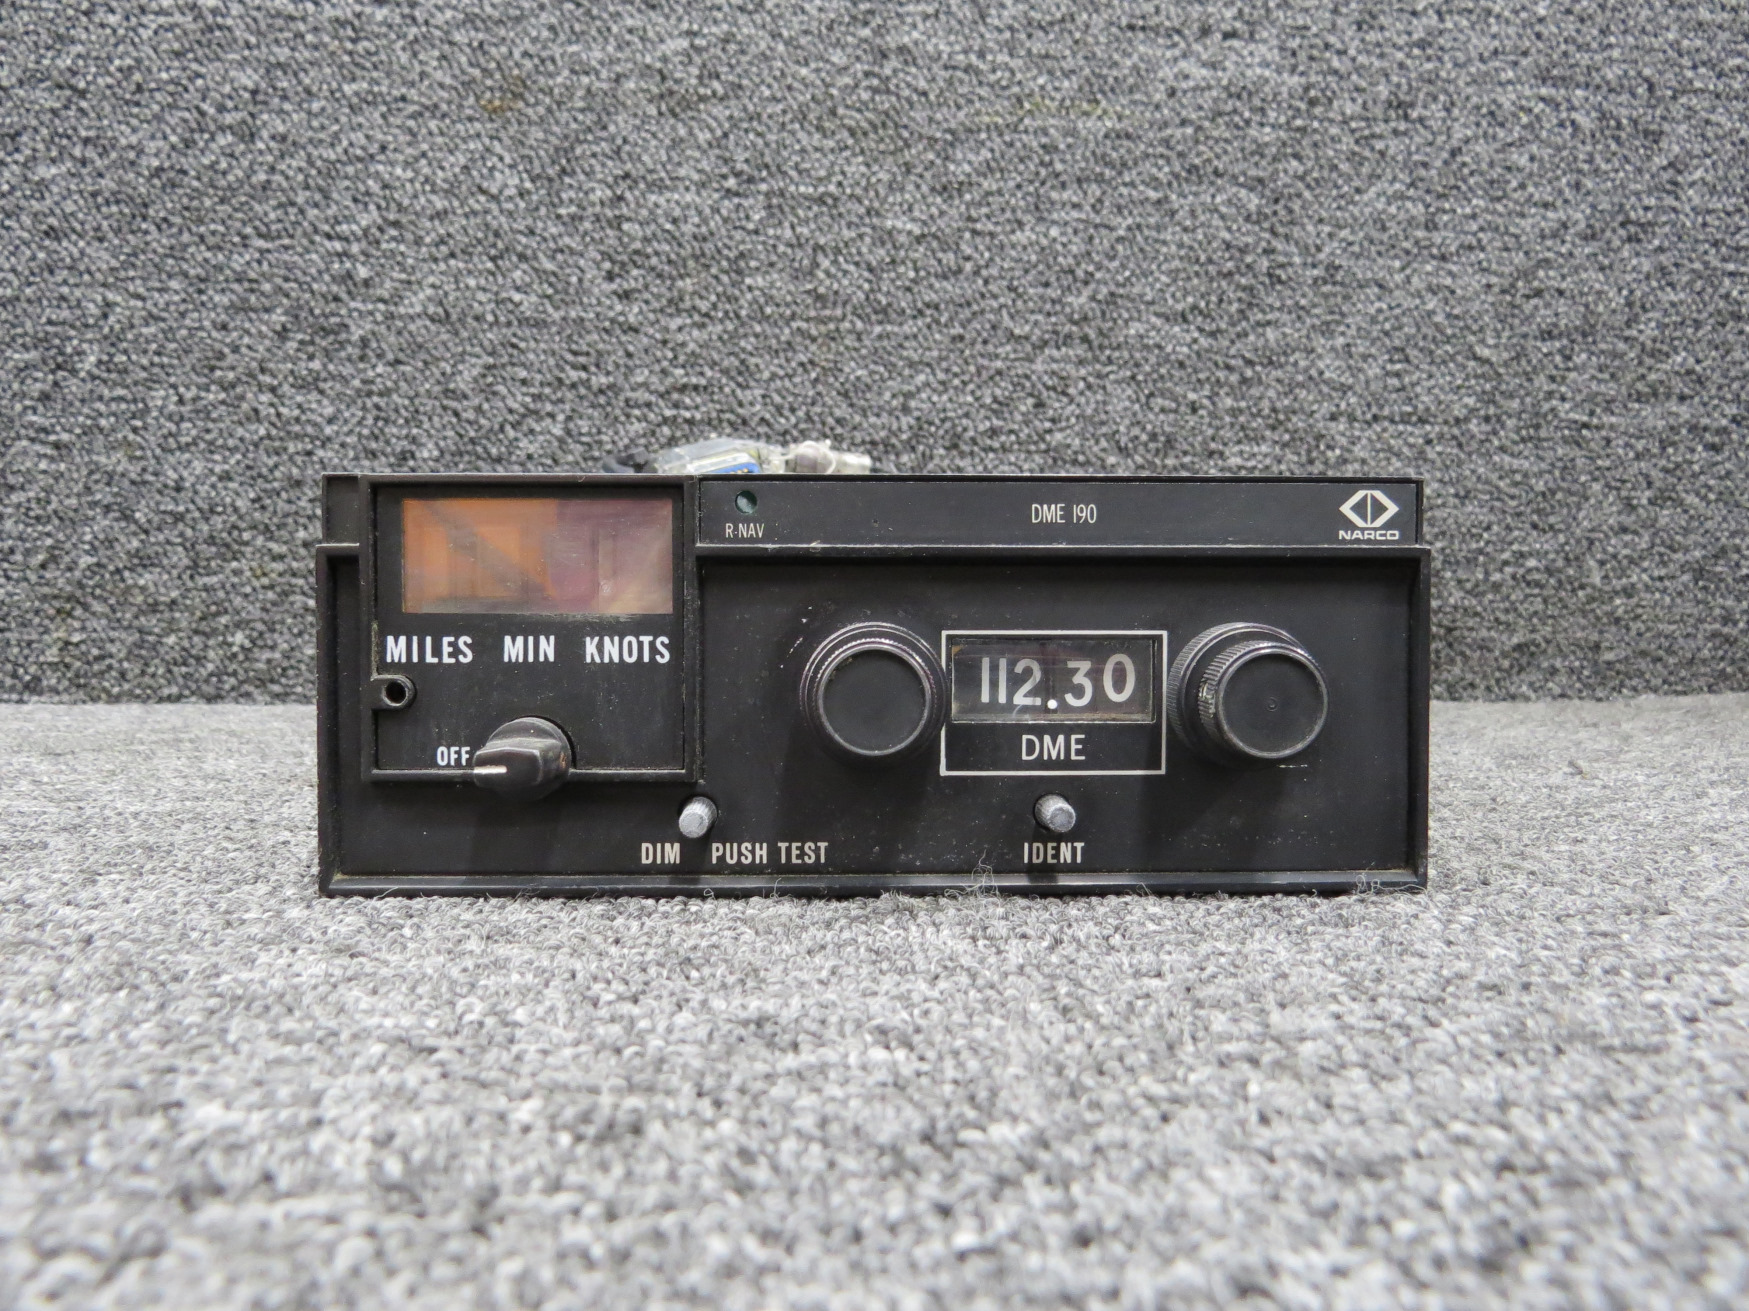 R-NAV
DME 190
NARCO
MILES MIN KNOTS
112.30
DME
OFF
DIM PUSH TEST
IDENT